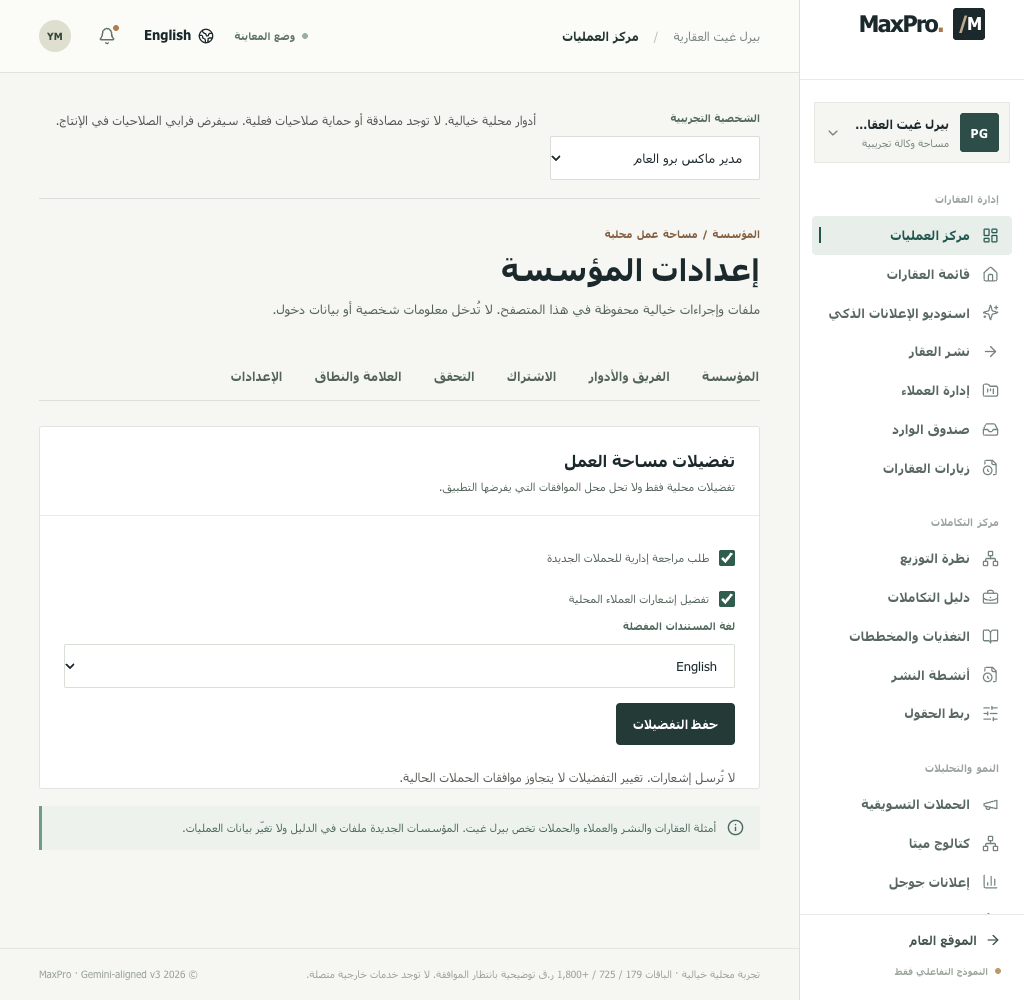 MaxPro.
/M
PG
بيرل غيت العقا...
مساحة وكالة تجريبية
إدارة العقارات
مركز العمليات
قائمة العقارات
استوديو الإعلانات الذكي
نشر العقار
إدارة العملاء
صندوق الوارد
زيارات العقارات
مركز التكاملات
نظرة التوزيع
دليل التكاملات
التغذيات والمخططات
أنشطة النشر
ربط الحقول
النمو والتحليلات
الحملات التسويقية
كتالوج ميتا
إعلانات جوجل
الموقع العام
النموذج التفاعلي فقط
بيرل غيت العقارية / مركز العمليات
وضع المعاينة
English
YM
الشخصية التجريبية
مدير ماكس برو العام
أدوار محلية خيالية. لا توجد مصادقة أو حماية صلاحيات فعلية. سيفرض فرابي الصلاحيات في الإنتاج.
المؤسسة / مساحة عمل محلية
إعدادات المؤسسة
ملفات وإجراءات خيالية محفوظة في هذا المتصفح. لا تُدخل معلومات شخصية أو بيانات دخول.
المؤسسة الفريق والأدوار الاشتراك التحقق العلامة والنطاق الإعدادات
تفضيلات مساحة العمل
تفضيلات محلية فقط ولا تحل محل الموافقات التي يفرضها التطبيق.
طلب مراجعة إدارية للحملات الجديدة
تفضيل إشعارات العملاء المحلية
لغة المستندات المفضلة
English
حفظ التفضيلات
لا تُرسل إشعارات. تغيير التفضيلات لا يتجاوز موافقات الحملات الحالية.
أمثلة العقارات والنشر والعملاء والحملات تخص بيرل غيت. المؤسسات الجديدة ملفات في الدليل ولا تغيّر بيانات العمليات.
تجربة محلية خيالية · الباقات 179 / 725 / +1,800 ر.ق توضيحية بانتظار الموافقة. لا توجد خدمات خارجية متصلة.
MaxPro · Gemini-aligned v3 2026 ©